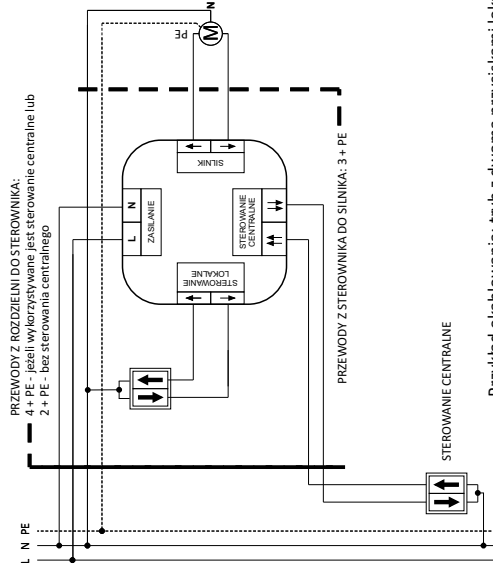 PRZEWODY Z ROZDZIELNI DO STEROWNIKA:
4 + PE - jeżeli wykorzystywane jest sterowanie centralne lub
2 + PE - bez sterowania centralnego
L N PE
N
PE
M
L
N
ZASILANIE
SILNIK
STEROWANIE
LOKALNE
STEROWANIE
CENTRALNE
PRZEWODY Z STEROWNIKA DO SILNIKA: 3 + PE
STEROWANIE CENTRALNE